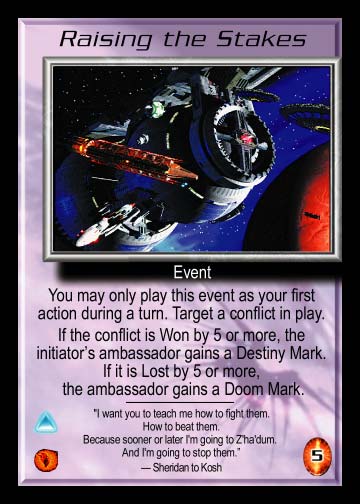 Raising the Stakes
Event
You may only play this event as your first
action during a turn. Target a conflict in play.
If the conflict is Won by 5 or more, the
initiator's ambassador gains a Destiny Mark.
If it is Lost by 5 or more,
the ambassador gains a Doom Mark.
"I want you to teach me how to fight them.
How to beat them.
Because sooner or later I'm going to Z'ha'dum.
And I'm going to stop them."
— Sheridan to Kosh
5